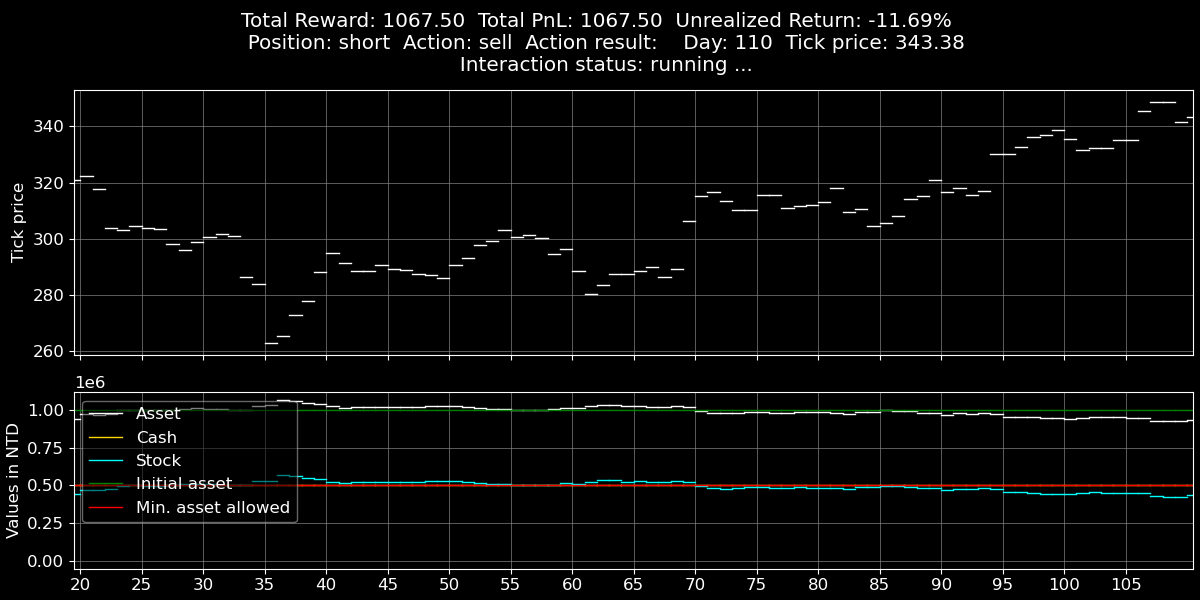 Total Reward: 1067.50  Total PnL: 1067.50  Unrealized Return: -11.69%
Position: short  Action: sell  Action result:    Day: 110  Tick price: 343.38
Interaction status: running ...
Tick price
340
320
300
280
260
1e6
Values in NTD
1.00
0.75
0.50
0.25
0.00
Asset
Cash
Stock
Initial asset
Min. asset allowed
20 25 30 35 40 45 50 55 60 65 70 75 80 85 90 95 100 105